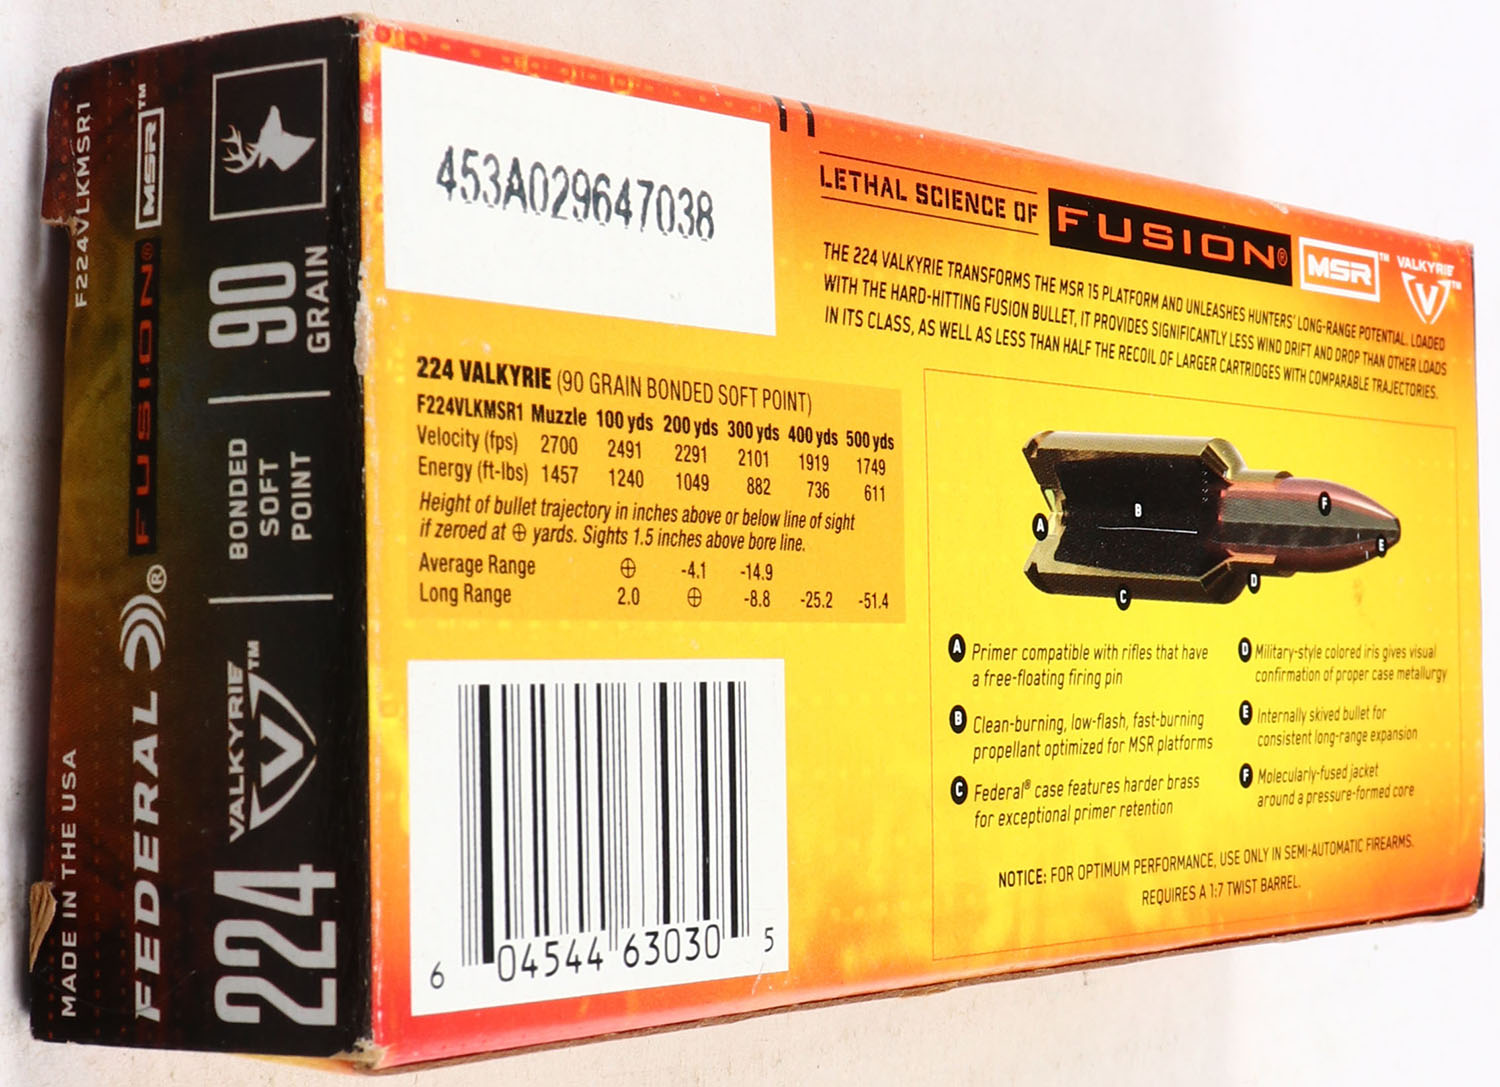 F224VLKMSR1
MADE IN THE USA
FEDERAL® FUSION® MSR™
224 VALKYRIE™ BONDED SOFT POINT 90 GRAIN
453A029647038
LETHAL SCIENCE OF FUSION® MSR™ VALKYRIE™
THE 224 VALKYRIE TRANSFORMS THE MSR 15 PLATFORM AND UNLEASHES HUNTERS' LONG-RANGE POTENTIAL. LOADED
WITH THE HARD-HITTING FUSION BULLET, IT PROVIDES SIGNIFICANTLY LESS WIND DRIFT AND DROP THAN OTHER LOADS
IN ITS CLASS, AS WELL AS LESS THAN HALF THE RECOIL OF LARGER CARTRIDGES WITH COMPARABLE TRAJECTORIES.
224 VALKYRIE (90 GRAIN BONDED SOFT POINT)
F224VLKMSR1 Muzzle 100 yds 200 yds 300 yds 400 yds 500 yds
Velocity (fps) 2700 2491 2291 2101 1919 1749
Energy (ft-lbs) 1457 1240 1049 882 736 611
Height of bullet trajectory in inches above or below line of sight
if zeroed at ⊕ yards. Sights 1.5 inches above bore line.
Average Range ⊕ -4.1 -14.9
Long Range 2.0 ⊕ -8.8 -25.2 -51.4
6 04544 63030 5
A
B
C
D
E
F
A Primer compatible with rifles that have
a free-floating firing pin
B Clean-burning, low-flash, fast-burning
propellant optimized for MSR platforms
C Federal® case features harder brass
for exceptional primer retention
D Military-style colored iris gives visual
confirmation of proper case metallurgy
E Internally skived bullet for
consistent long-range expansion
F Molecularly-fused jacket
around a pressure-formed core
NOTICE: FOR OPTIMUM PERFORMANCE, USE ONLY IN SEMI-AUTOMATIC FIREARMS.
REQUIRES A 1:7 TWIST BARREL.